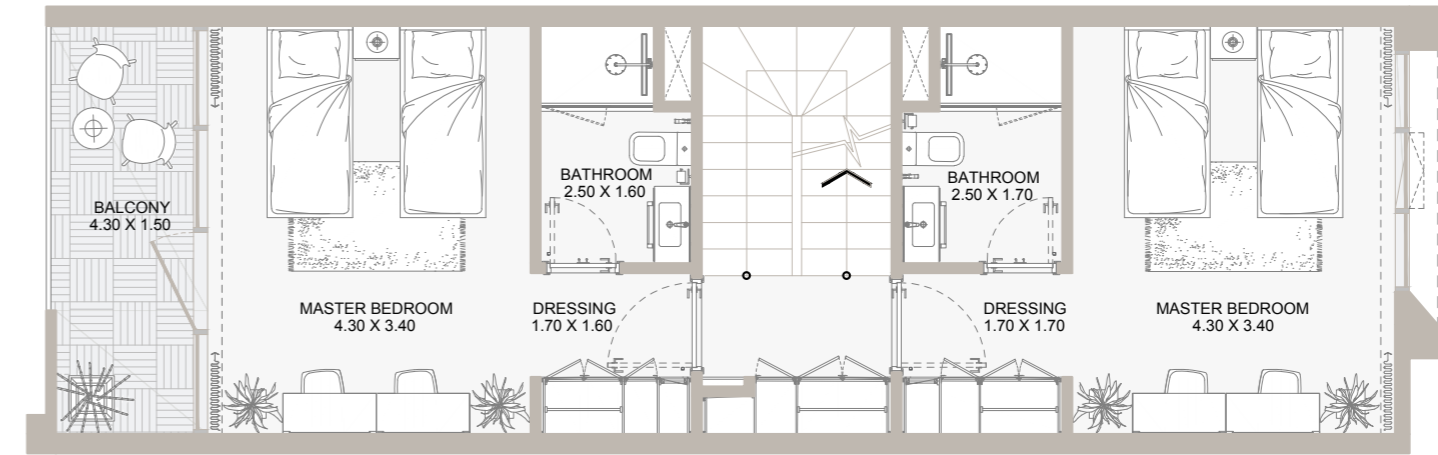 BATHROOM
2.50 X 1.60
BATHROOM
2.50 X 1.70
BALCONY
4.30 X 1.50
MASTER BEDROOM
4.30 X 3.40
DRESSING
1.70 X 1.60
DRESSING
1.70 X 1.70
MASTER BEDROOM
4.30 X 3.40